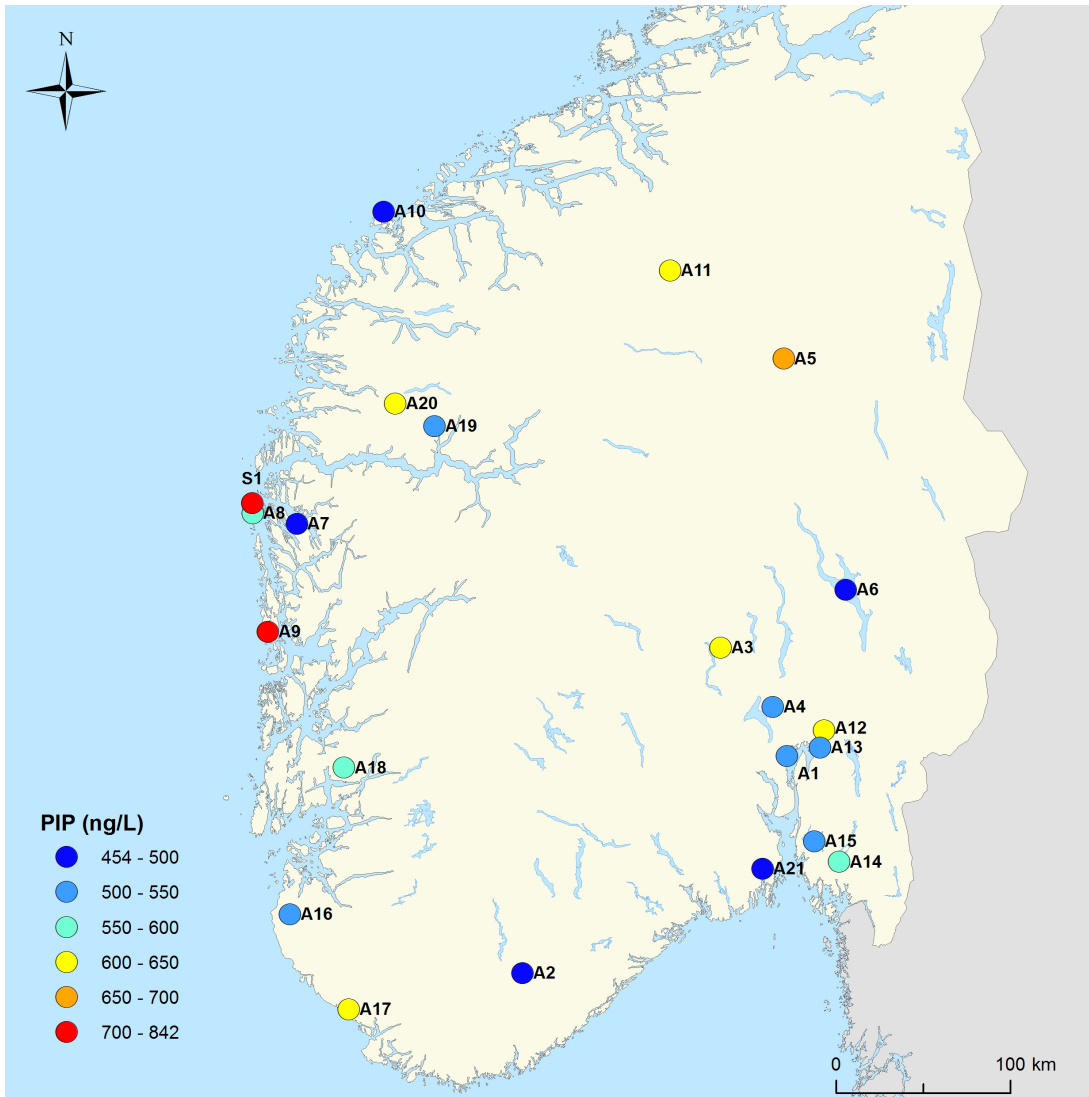 N
A10
A11
A5
A20
A19
S1
A8
A7
A6
A9
A3
A4
A12
A13
A1
A18
PIP (ng/L)
454 - 500
500 - 550
550 - 600
600 - 650
650 - 700
700 - 842
A15
A14
A21
A16
A2
A17
0 100 km